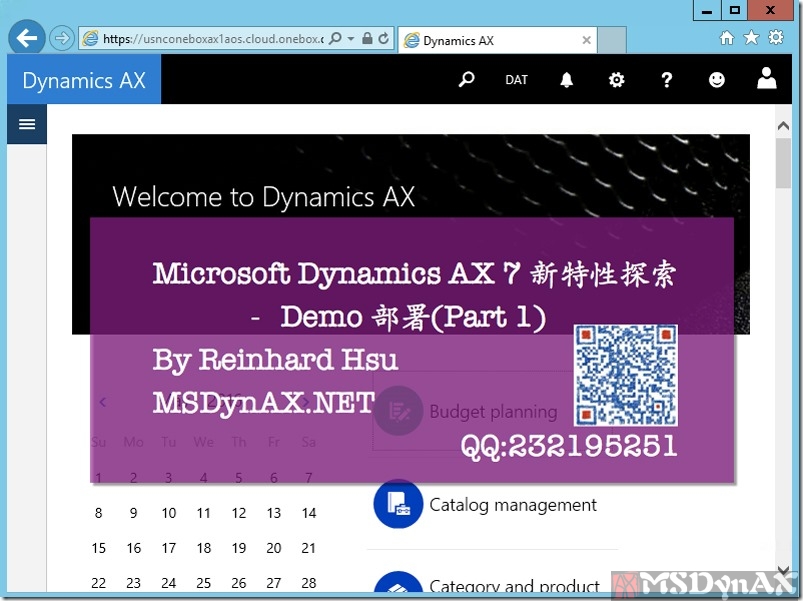 https://usnconeboxax1aos.cloud.onebox.c
Dynamics AX
Dynamics AX
DAT
Welcome to Dynamics AX
Microsoft Dynamics AX 7 新特性探索
- Demo 部署(Part 1)
By Reinhard Hsu
MSDynAX.NET
Budget planning
QQ:232195251
Su Mo Tu We Th Fr Sa
1 2 3 4 5 6 7
8 9 10 11 12 13 14
15 16 17 18 19 20 21
22 23 24 25 26 27 28
Catalog management
Category and product
MSDynAX